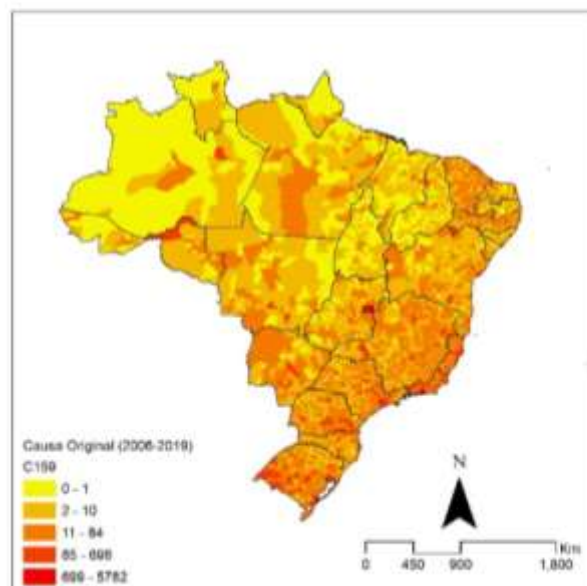 Causa Original (2006-2019)
C159
0 - 1
2 - 10
11 - 84
85 - 698
699 - 5782
N
Km
0 450 900 1,800